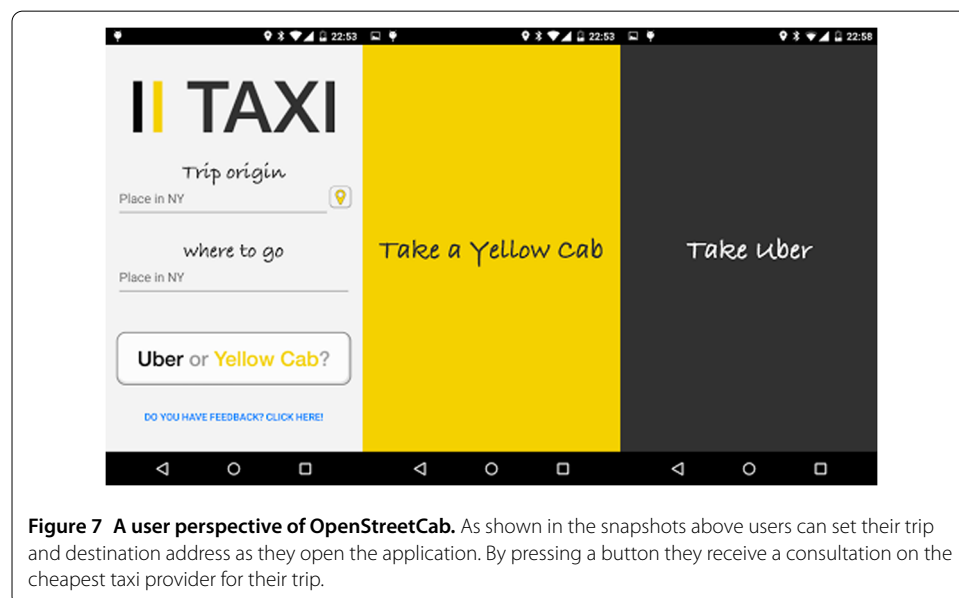 22:53
22:53
22:58
II TAXI
Trip origin
Place in NY
where to go
Place in NY
Uber or Yellow Cab?
DO YOU HAVE FEEDBACK? CLICK HERE!
Take a Yellow Cab
Take Uber
Figure 7 A user perspective of OpenStreetCab. As shown in the snapshots above users can set their trip
and destination address as they open the application. By pressing a button they receive a consultation on the
cheapest taxi provider for their trip.